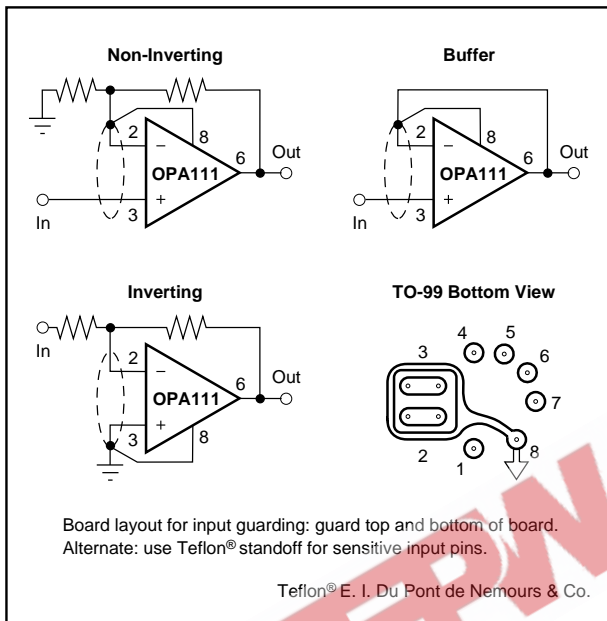 Non-Inverting
2
8
−
OPA111
6
Out
+
3
In
Buffer
8
2
−
OPA111
6
Out
+
3
In
Inverting
In
2
−
OPA111
6
Out
+
3
8
TO-99 Bottom View
3
4
5
6
7
2
1
8
Board layout for input guarding: guard top and bottom of board.
Alternate: use Teflon® standoff for sensitive input pins.
Teflon® E. I. Du Pont de Nemours & Co.